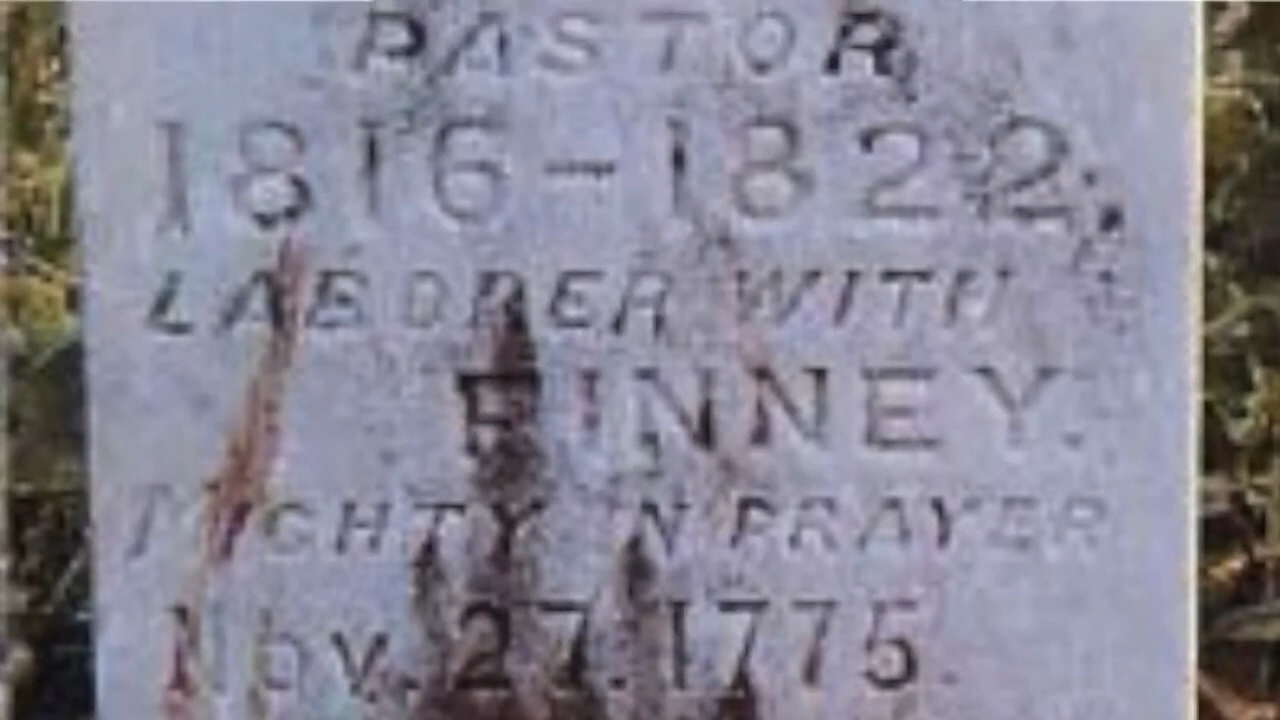 PASTOR
1816-1822.
LABORER WITH
FINNEY.
MIGHTY IN PRAYER
Nov. 27. 1775.